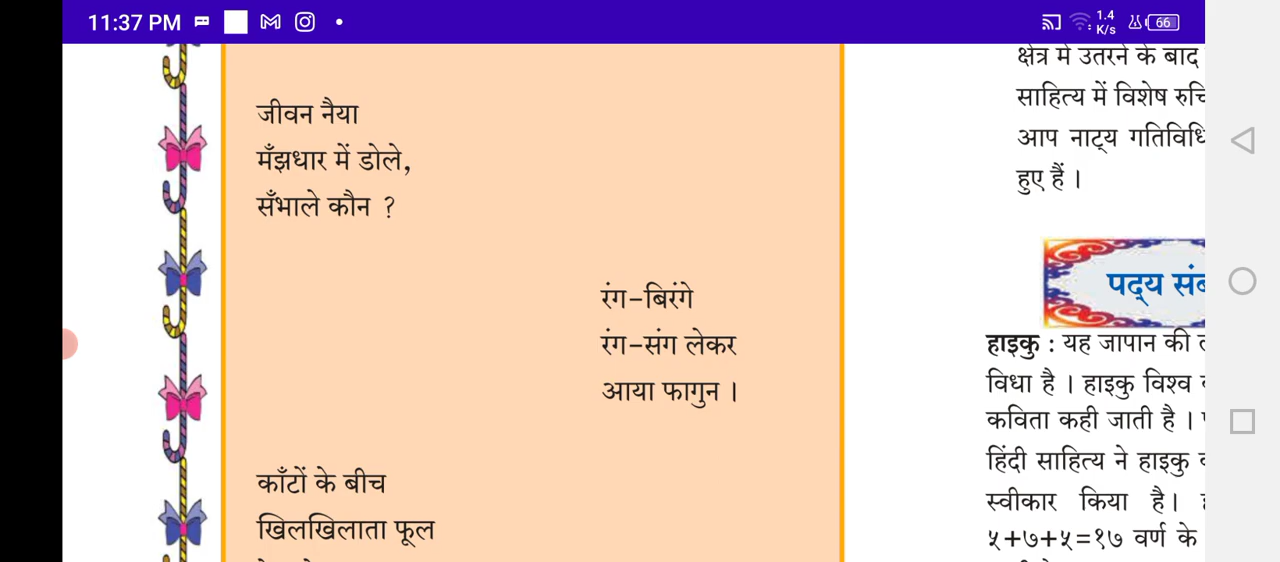 11:37 PM
1.4
K/s
66
जीवन नैया
मँझधार में डोले,
सँभाले कौन ?
रंग-बिरंगे
रंग-संग लेकर
आया फागुन ।
काँटों के बीच
खिलखिलाता फूल
क्षेत्र में उतरने के बाद
साहित्य में विशेष
आप नाट्य
हुए हैं ।
पद्य
हाइकु : यह जापान की
विधा है । हाइकु विश्व
कविता कही जाती है ।
हिंदी साहित्य ने हाइकु
स्वीकार किया है।
५+७+५=१७ वर्ण के